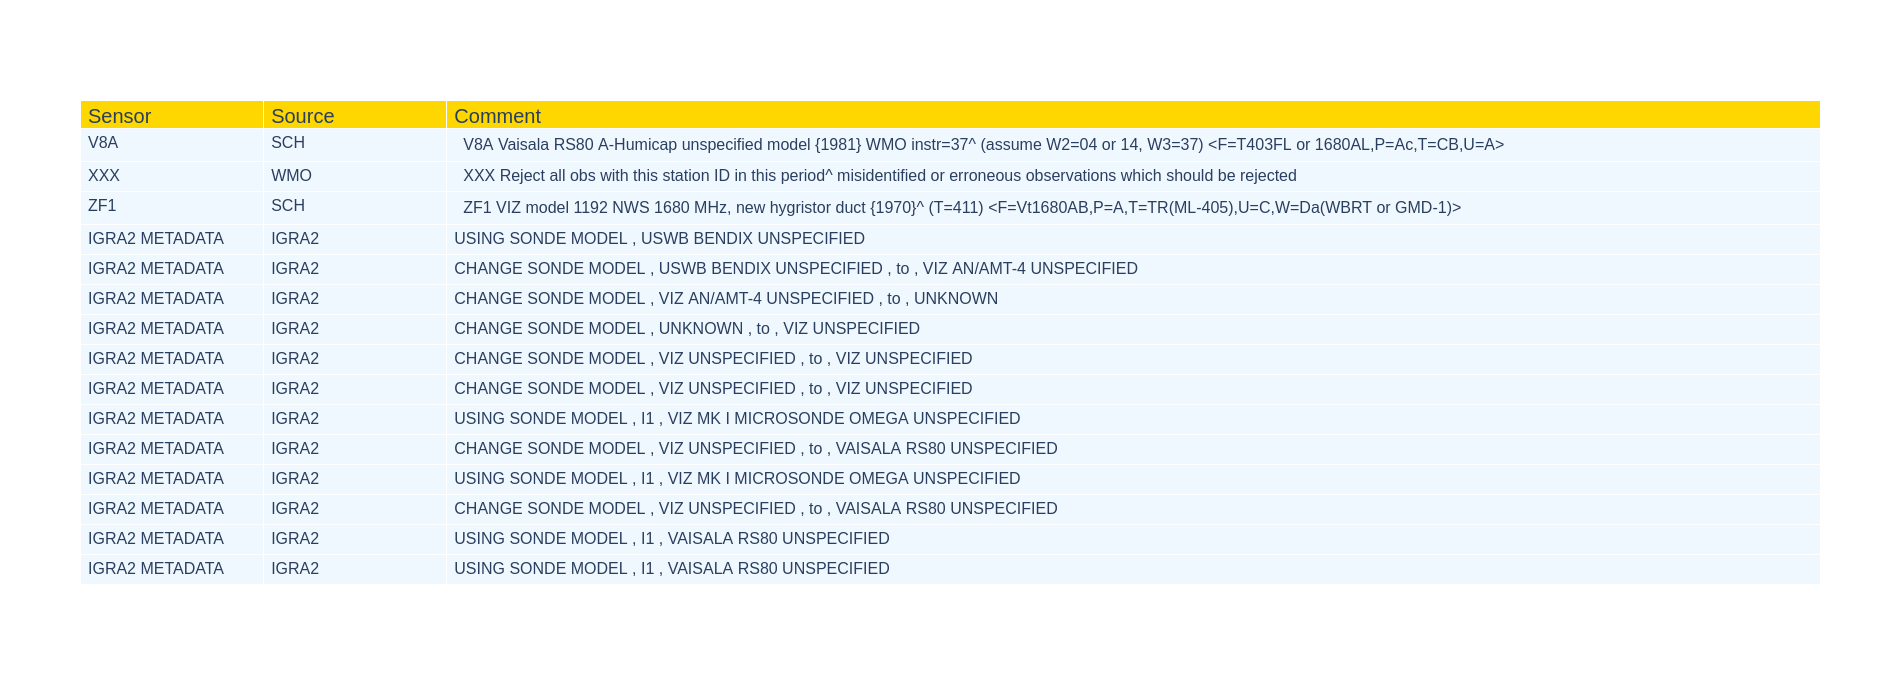 Sensor Source Comment
V8A SCH V8A Vaisala RS80 A-Humicap unspecified model {1981} WMO instr=37^ (assume W2=04 or 14, W3=37) <F=T403FL or 1680AL,P=Ac,T=CB,U=A>
XXX WMO XXX Reject all obs with this station ID in this period^ misidentified or erroneous observations which should be rejected
ZF1 SCH ZF1 VIZ model 1192 NWS 1680 MHz, new hygristor duct {1970}^ (T=411) <F=Vt1680AB,P=A,T=TR(ML-405),U=C,W=Da(WBRT or GMD-1)>
IGRA2 METADATA IGRA2 USING SONDE MODEL , USWB BENDIX UNSPECIFIED
IGRA2 METADATA IGRA2 CHANGE SONDE MODEL , USWB BENDIX UNSPECIFIED , to , VIZ AN/AMT-4 UNSPECIFIED
IGRA2 METADATA IGRA2 CHANGE SONDE MODEL , VIZ AN/AMT-4 UNSPECIFIED , to , UNKNOWN
IGRA2 METADATA IGRA2 CHANGE SONDE MODEL , UNKNOWN , to , VIZ UNSPECIFIED
IGRA2 METADATA IGRA2 CHANGE SONDE MODEL , VIZ UNSPECIFIED , to , VIZ UNSPECIFIED
IGRA2 METADATA IGRA2 CHANGE SONDE MODEL , VIZ UNSPECIFIED , to , VIZ UNSPECIFIED
IGRA2 METADATA IGRA2 USING SONDE MODEL , I1 , VIZ MK I MICROSONDE OMEGA UNSPECIFIED
IGRA2 METADATA IGRA2 CHANGE SONDE MODEL , VIZ UNSPECIFIED , to , VAISALA RS80 UNSPECIFIED
IGRA2 METADATA IGRA2 USING SONDE MODEL , I1 , VIZ MK I MICROSONDE OMEGA UNSPECIFIED
IGRA2 METADATA IGRA2 CHANGE SONDE MODEL , VIZ UNSPECIFIED , to , VAISALA RS80 UNSPECIFIED
IGRA2 METADATA IGRA2 USING SONDE MODEL , I1 , VAISALA RS80 UNSPECIFIED
IGRA2 METADATA IGRA2 USING SONDE MODEL , I1 , VAISALA RS80 UNSPECIFIED